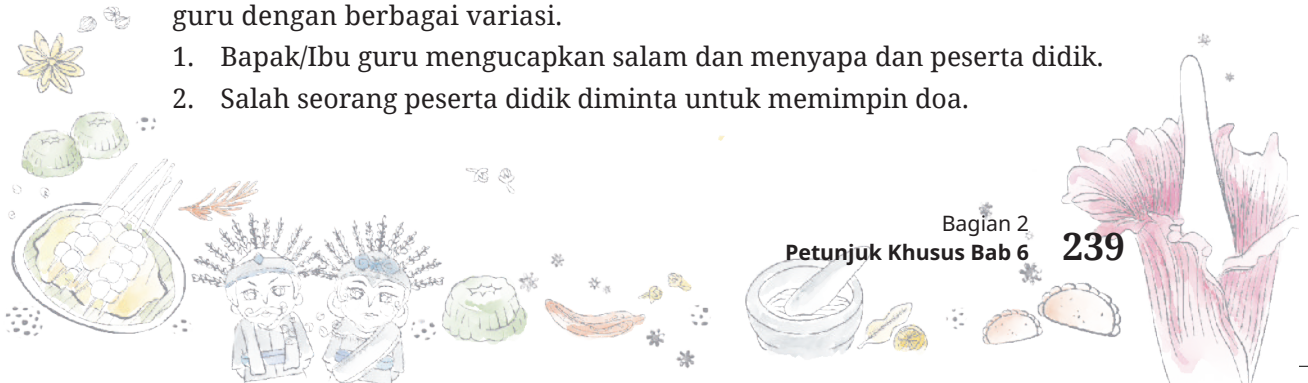 guru dengan berbagai variasi.
1. Bapak/Ibu guru mengucapkan salam dan menyapa dan peserta didik.
2. Salah seorang peserta didik diminta untuk memimpin doa.
Bagian 2
Petunjuk Khusus Bab 6 239